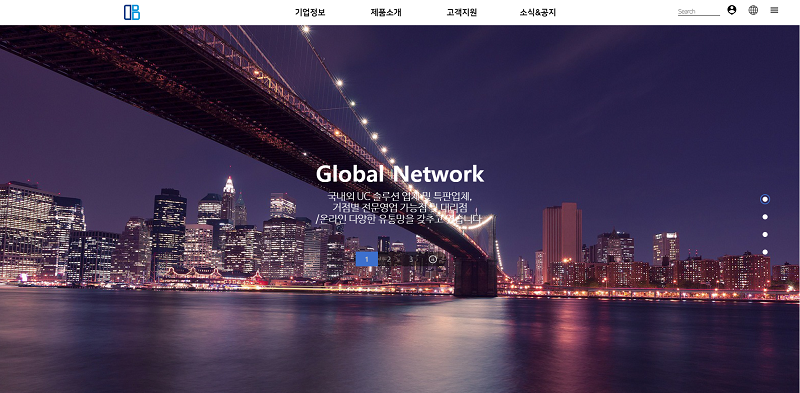 기업정보
제품소개
고객지원
소식&공지
Search
Global Network
국내외 UC 솔루션 업체 및 특판업체,
거점별 전문영업 가능점 및 대리점
/온라인 다양한 유통망을 갖추고 있습니다.
1